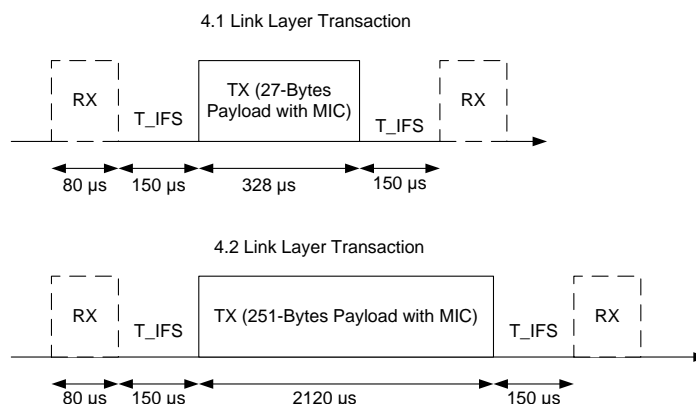 4.1 Link Layer Transaction
RX
T_IFS
TX (27-Bytes
Payload with MIC)
T_IFS
RX
80 µs
150 µs
328 µs
150 µs
4.2 Link Layer Transaction
RX
T_IFS
TX (251-Bytes Payload with MIC)
T_IFS
RX
80 µs
150 µs
2120 µs
150 µs